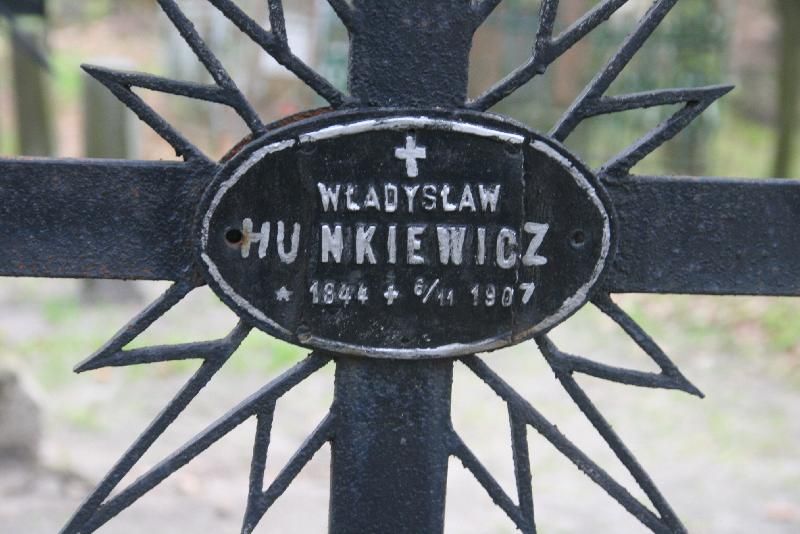 WŁADYSŁAW
HUNKIEWICZ
* 1844 + 6/11 1907